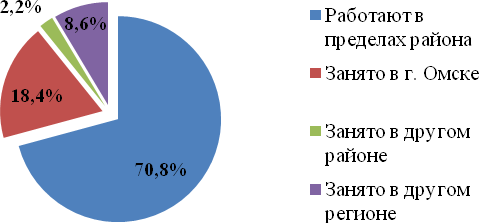 2,2%
8,6%
18,4%
70,8%
Работают в
пределах района
Занято в г. Омске
Занято в другом
районе
Занято в другом
регионе